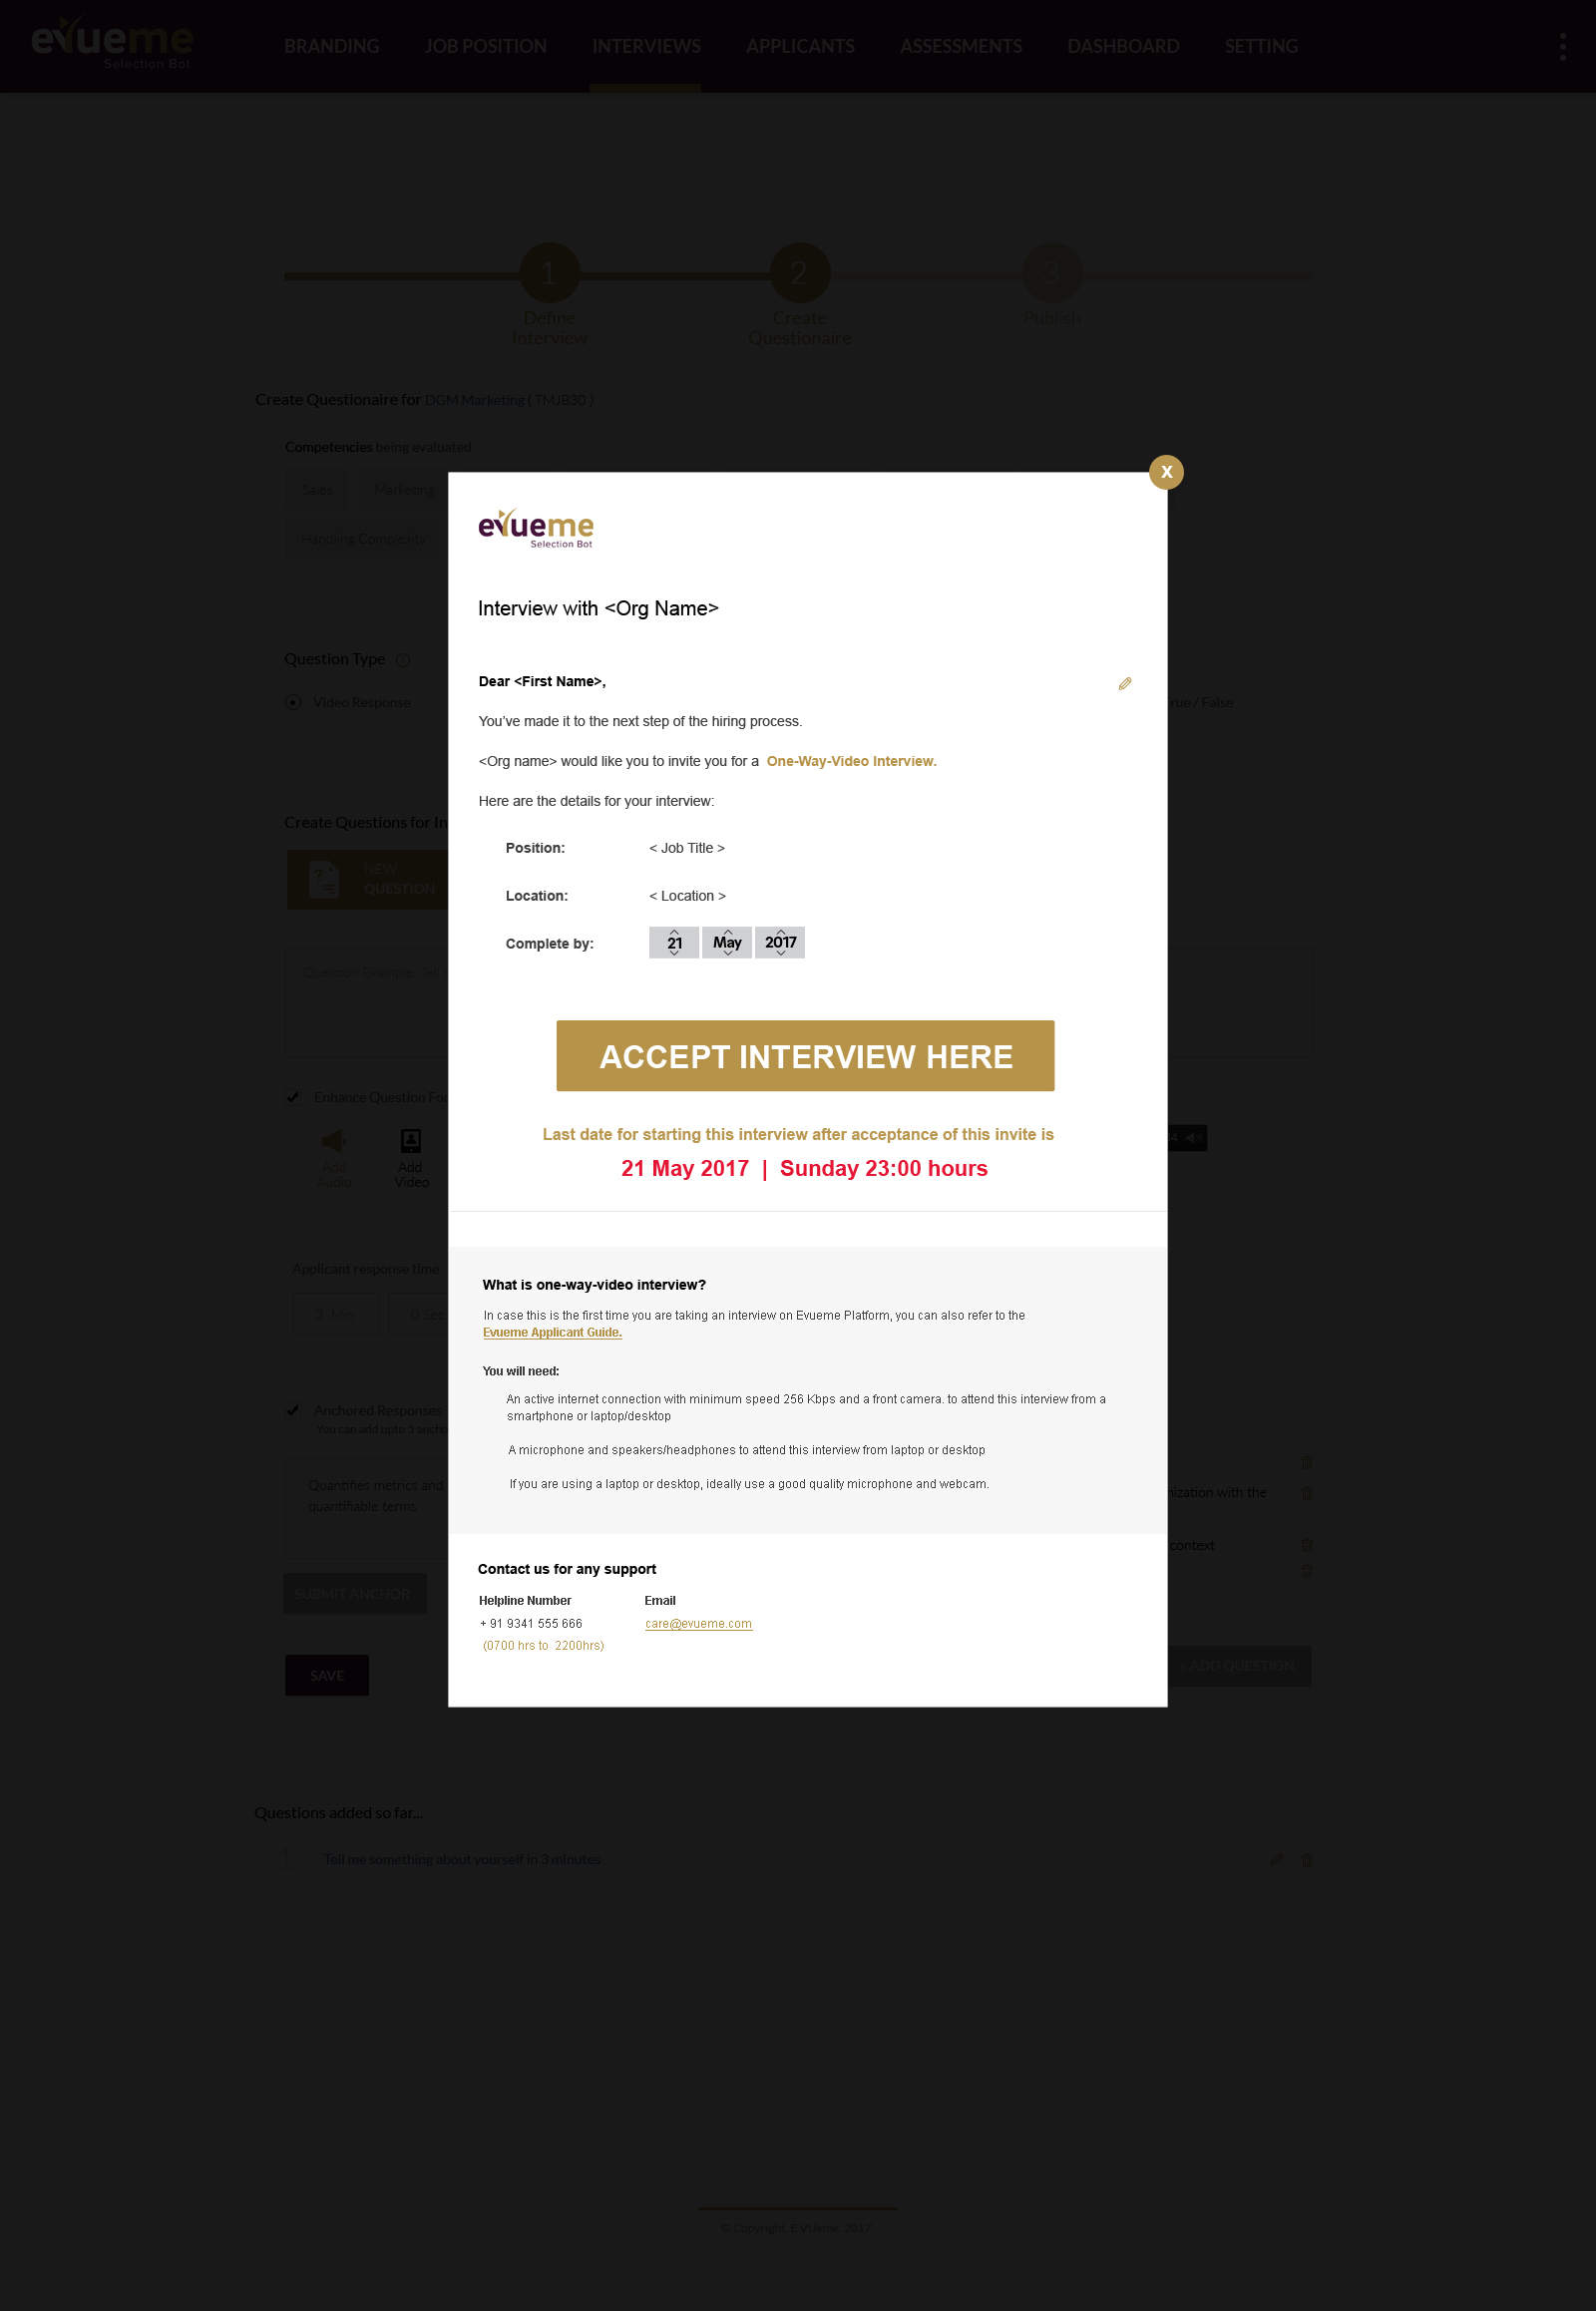 evueme
Selection Bot
BRANDING JOB POSITION INTERVIEWS APPLICANTS ASSESSMENTS DASHBOARD SETTING
1 2 3
Define
Interview
Create
Questionaire
Publish
Create Questionaire for DGM Marketing ( TMJB30 )
Competencies being evaluated
Sales Marketing
Handling Complexity
Question Type
Video Response
True / False
Create Questions for In
NEW
QUESTION
Question Example: Tell
Enhance Question For
Add
Audio
Add
Video
Applicant response time
3 Min 0 Sec
Anchored Responses
You can add upto 5 ancho
Quantifies metrics and
quantifiable terms
nization with the
context
SUBMIT ANCHOR
SAVE
+ ADD QUESTION
x
evueme
Selection Bot
Interview with <Org Name>
Dear <First Name>,
You've made it to the next step of the hiring process.
<Org name> would like you to invite you for a One-Way-Video Interview.
Here are the details for your interview:
Position: < Job Title >
Location: < Location >
Complete by: 21 May 2017
ACCEPT INTERVIEW HERE
Last date for starting this interview after acceptance of this invite is
21 May 2017 | Sunday 23:00 hours
What is one-way-video interview?
In case this is the first time you are taking an interview on Evueme Platform, you can also refer to the
Evueme Applicant Guide.
You will need:
An active internet connection with minimum speed 256 Kbps and a front camera. to attend this interview from a
smartphone or laptop/desktop
A microphone and speakers/headphones to attend this interview from laptop or desktop
If you are using a laptop or desktop, ideally use a good quality microphone and webcam.
Contact us for any support
Helpline Number Email
+ 91 9341 555 666 care@evueme.com
(0700 hrs to 2200hrs)
Questions added so far...
1 Tell me something about yourself in 3 minutes
© Copyright: E VUeme. 2017